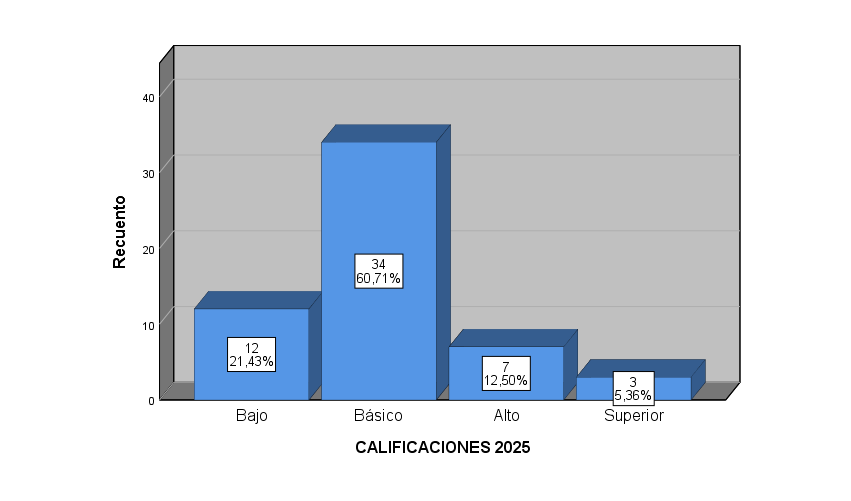 40
30
20
10
0
Recuento
34
60,71%
12
21,43%
7
12,50%
3
5,36%
Bajo
Básico
Alto
Superior
CALIFICACIONES 2025